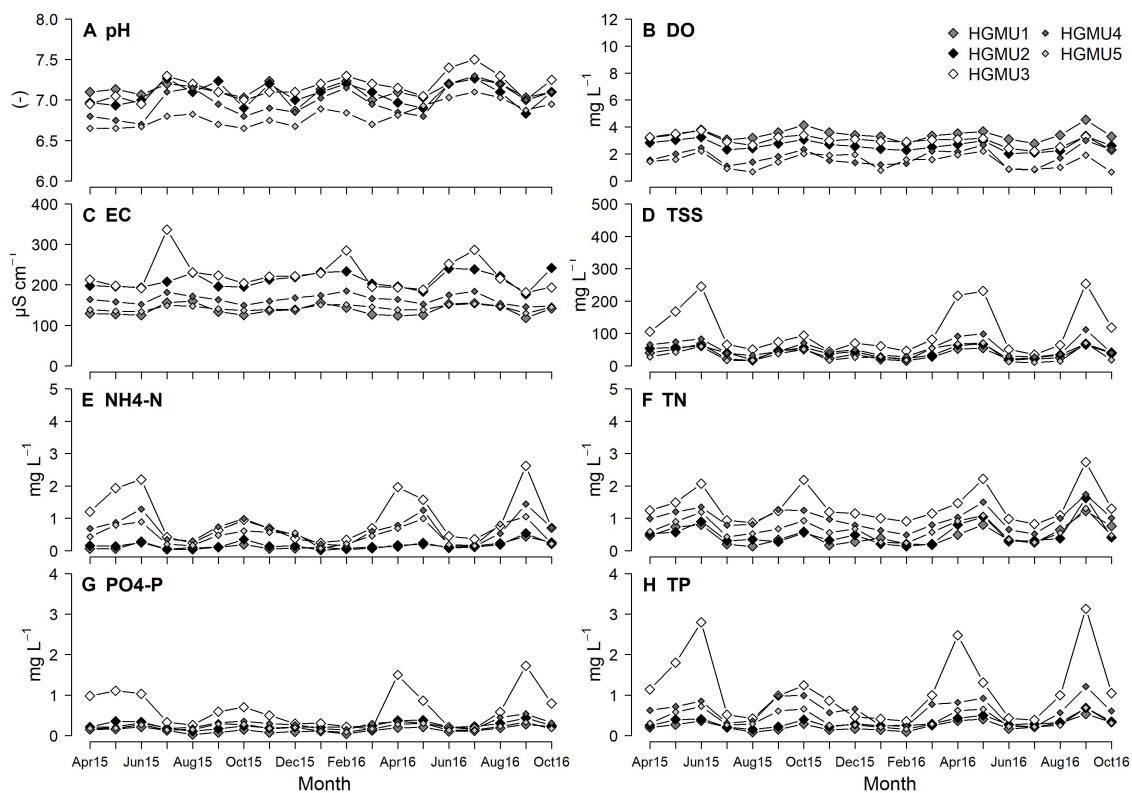 A pH
8.0
7.5
7.0
6.5
6.0
(-)
B DO
12
10
8
6
4
2
0
mg L⁻¹
HGMU1
HGMU2
HGMU3
HGMU4
HGMU5
C EC
400
300
200
100
0
µS cm⁻¹
D TSS
500
400
300
200
100
0
mg L⁻¹
E NH4-N
5
4
3
2
1
0
mg L⁻¹
F TN
5
4
3
2
1
0
mg L⁻¹
G PO4-P
4
3
2
1
0
mg L⁻¹
Apr15 Jun15 Aug15 Oct15 Dec15 Feb16 Apr16 Jun16 Aug16 Oct16
Month
H TP
4
3
2
1
0
mg L⁻¹
Apr15 Jun15 Aug15 Oct15 Dec15 Feb16 Apr16 Jun16 Aug16 Oct16
Month